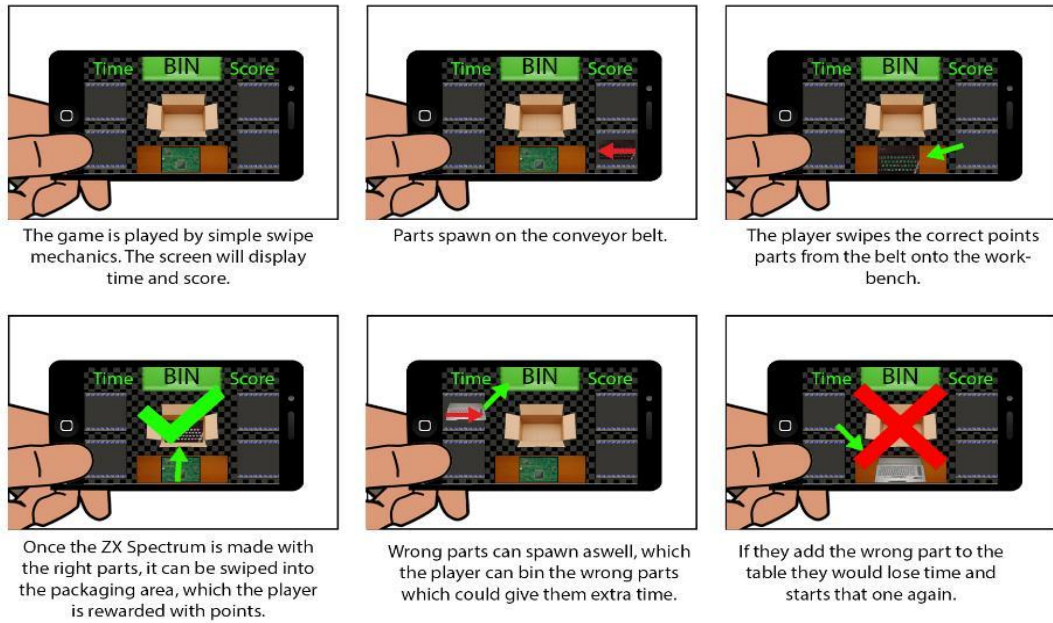 Time BIN Score
Time BIN Score
Time BIN Score
The game is played by simple swipe
mechanics. The screen will display
time and score.
Parts spawn on the conveyor belt.
The player swipes the correct points
parts from the belt onto the work-
bench.
Time BIN Score
Time BIN Score
Time BIN Score
Once the ZX Spectrum is made with
the right parts, it can be swiped into
the packaging area, which the player
is rewarded with points.
Wrong parts can spawn aswell, which
the player can bin the wrong parts
which could give them extra time.
If they add the wrong part to the
table they would lose time and
starts that one again.